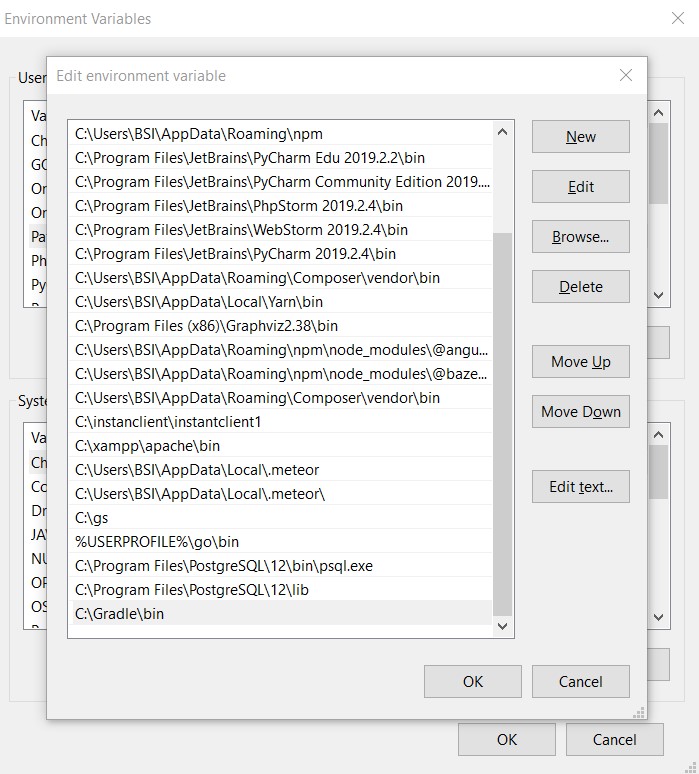 Environment Variables
Edit environment variable
User
Va
Ch
GO
Or
Or
Pa
Ph
Py
C:\Users\BSI\AppData\Roaming\npm
C:\Program Files\JetBrains\PyCharm Edu 2019.2.2\bin
C:\Program Files\JetBrains\PyCharm Community Edition 2019....
C:\Program Files\JetBrains\PhpStorm 2019.2.4\bin
C:\Program Files\JetBrains\WebStorm 2019.2.4\bin
C:\Program Files\JetBrains\PyCharm 2019.2.4\bin
C:\Users\BSI\AppData\Roaming\Composer\vendor\bin
C:\Users\BSI\AppData\Local\Yarn\bin
C:\Program Files (x86)\Graphviz2.38\bin
C:\Users\BSI\AppData\Roaming\npm\node_modules\@angu...
C:\Users\BSI\AppData\Roaming\npm\node_modules\@baze...
C:\Users\BSI\AppData\Roaming\Composer\vendor\bin
C:\instanclient\instantclient1
C:\xampp\apache\bin
C:\Users\BSI\AppData\Local\.meteor
C:\Users\BSI\AppData\Local\.meteor\
C:\gs
%USERPROFILE%\go\bin
C:\Program Files\PostgreSQL\12\bin\psql.exe
C:\Program Files\PostgreSQL\12\lib
C:\Gradle\bin
New
Edit
Browse...
Delete
Move Up
Move Down
Edit text...
Syste
Va
Ch
Co
Dr
JA
NU
OP
OS
OK
Cancel
OK
Cancel